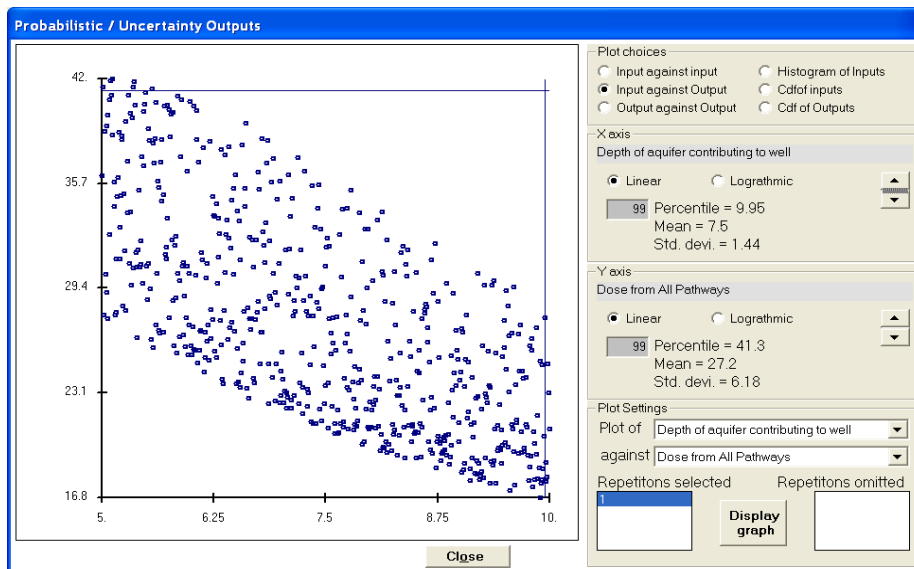 Probabilistic / Uncertainty Outputs
42.
35.7
29.4
23.1
16.8
5.
6.25
7.5
8.75
10.
Close
Plot choices
Input against input
Histogram of Inputs
Input against Output
Cdfof inputs
Output against Output
Cdf of Outputs
X axis
Depth of aquifer contributing to well
Linear
Lograthmic
99 Percentile = 9.95
Mean = 7.5
Std. devi. = 1.44
Y axis
Dose from All Pathways
Linear
Lograthmic
99 Percentile = 41.3
Mean = 27.2
Std. devi. = 6.18
Plot Settings
Plot of Depth of aquifer contributing to well
against Dose from All Pathways
Repetitons selected
Repetitons omitted
1
Display
graph